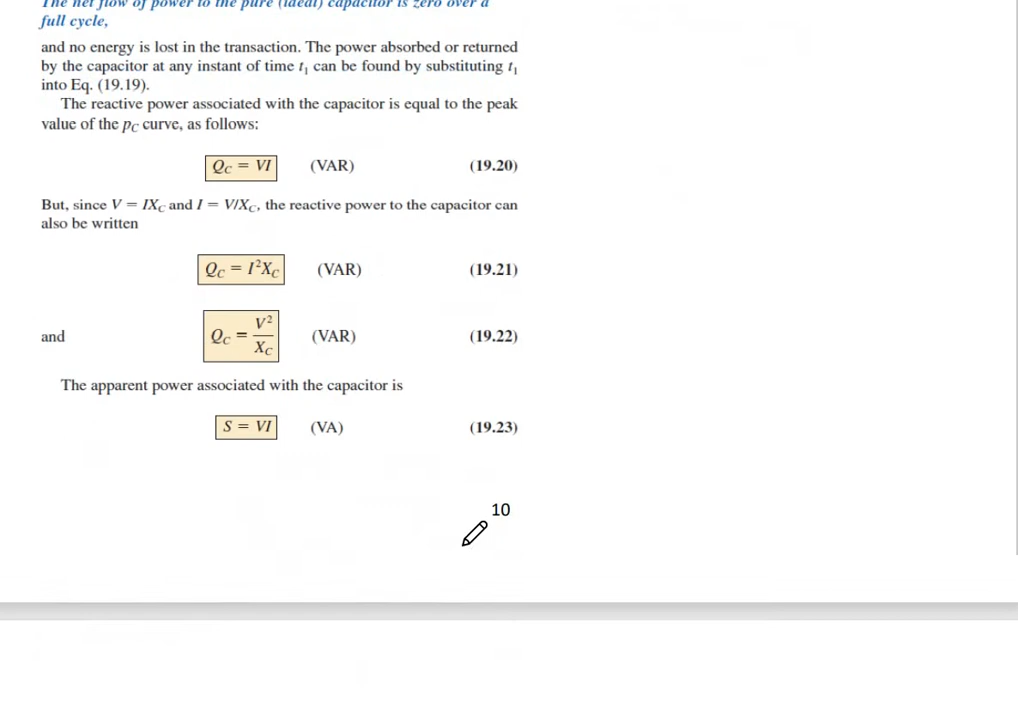 The net flow of power to the pure (ideal) capacitor is zero over a
full cycle,
and no energy is lost in the transaction. The power absorbed or returned
by the capacitor at any instant of time t₁ can be found by substituting t₁
into Eq. (19.19).
The reactive power associated with the capacitor is equal to the peak
value of the p_C curve, as follows:
Q_C = VI (VAR) (19.20)
But, since V = IX_C and I = V/X_C, the reactive power to the capacitor can
also be written
Q_C = I²X_C (VAR) (19.21)
and Q_C = V²/X_C (VAR) (19.22)
The apparent power associated with the capacitor is
S = VI (VA) (19.23)
10